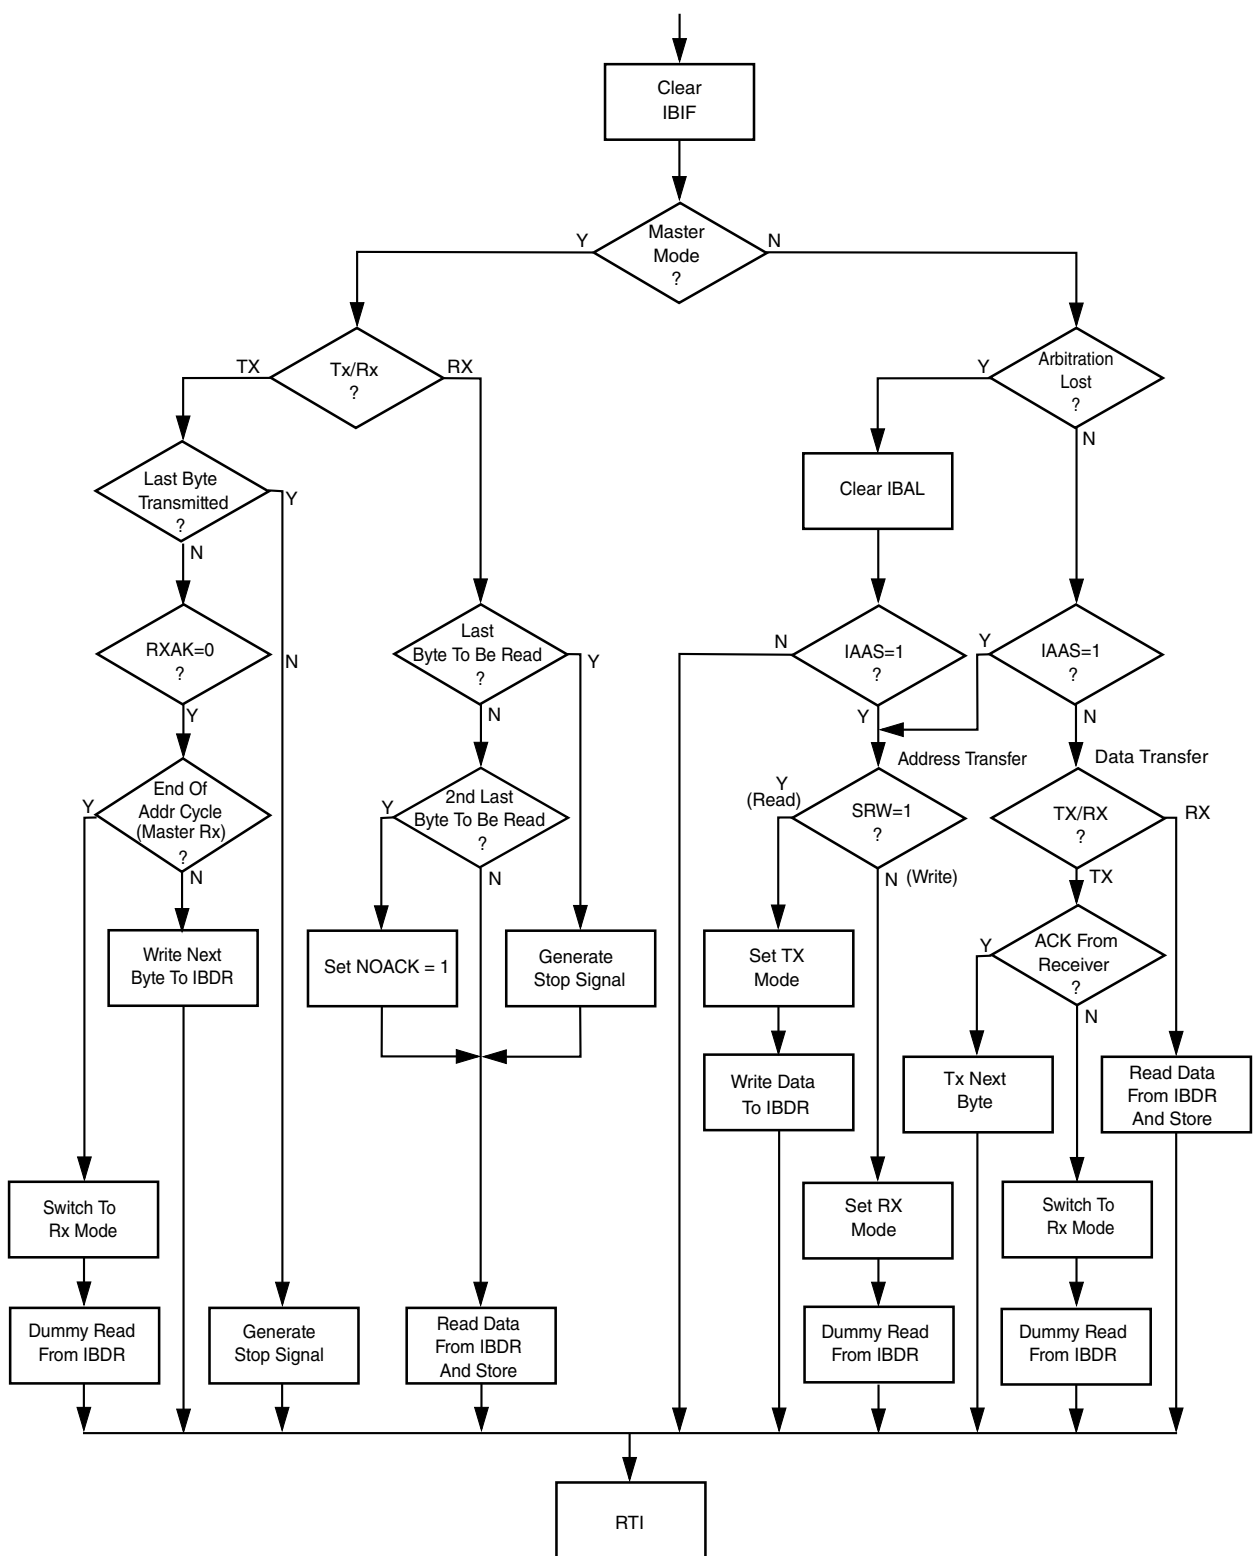 Clear
IBIF
Master
Mode
?
Y
N
Tx/Rx
?
TX
RX
Arbitration
Lost
?
Y
N
Last Byte
Transmitted
?
Y
N
Clear IBAL
RXAK=0
?
N
Y
Last
Byte To Be Read
?
Y
N
IAAS=1
?
N
Y
IAAS=1
?
Y
N
Address Transfer
Data Transfer
End Of
Addr Cycle
(Master Rx)
?
Y
N
2nd Last
Byte To Be Read
?
Y
N
Y
(Read)
SRW=1
?
N (Write)
TX/RX
?
RX
TX
Write Next
Byte To IBDR
Set NOACK = 1
Generate
Stop Signal
Set TX
Mode
ACK From
Receiver
?
Y
N
Write Data
To IBDR
Tx Next
Byte
Read Data
From IBDR
And Store
Switch To
Rx Mode
Set RX
Mode
Switch To
Rx Mode
Dummy Read
From IBDR
Generate
Stop Signal
Read Data
From IBDR
And Store
Dummy Read
From IBDR
Dummy Read
From IBDR
RTI